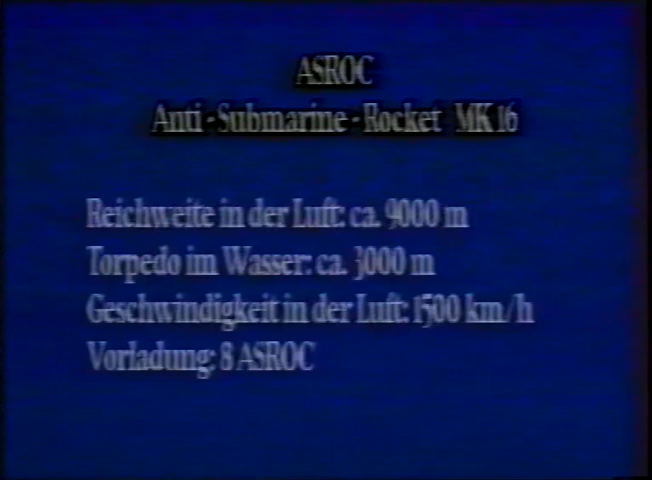 ASROC
Anti-Submarine-Rocket MK 16
Reichweite in der Luft: ca. 9000 m
Torpedo im Wasser: ca. 3000 m
Geschwindigkeit in der Luft: 1500 km/h
Vorladung: 8 ASROC